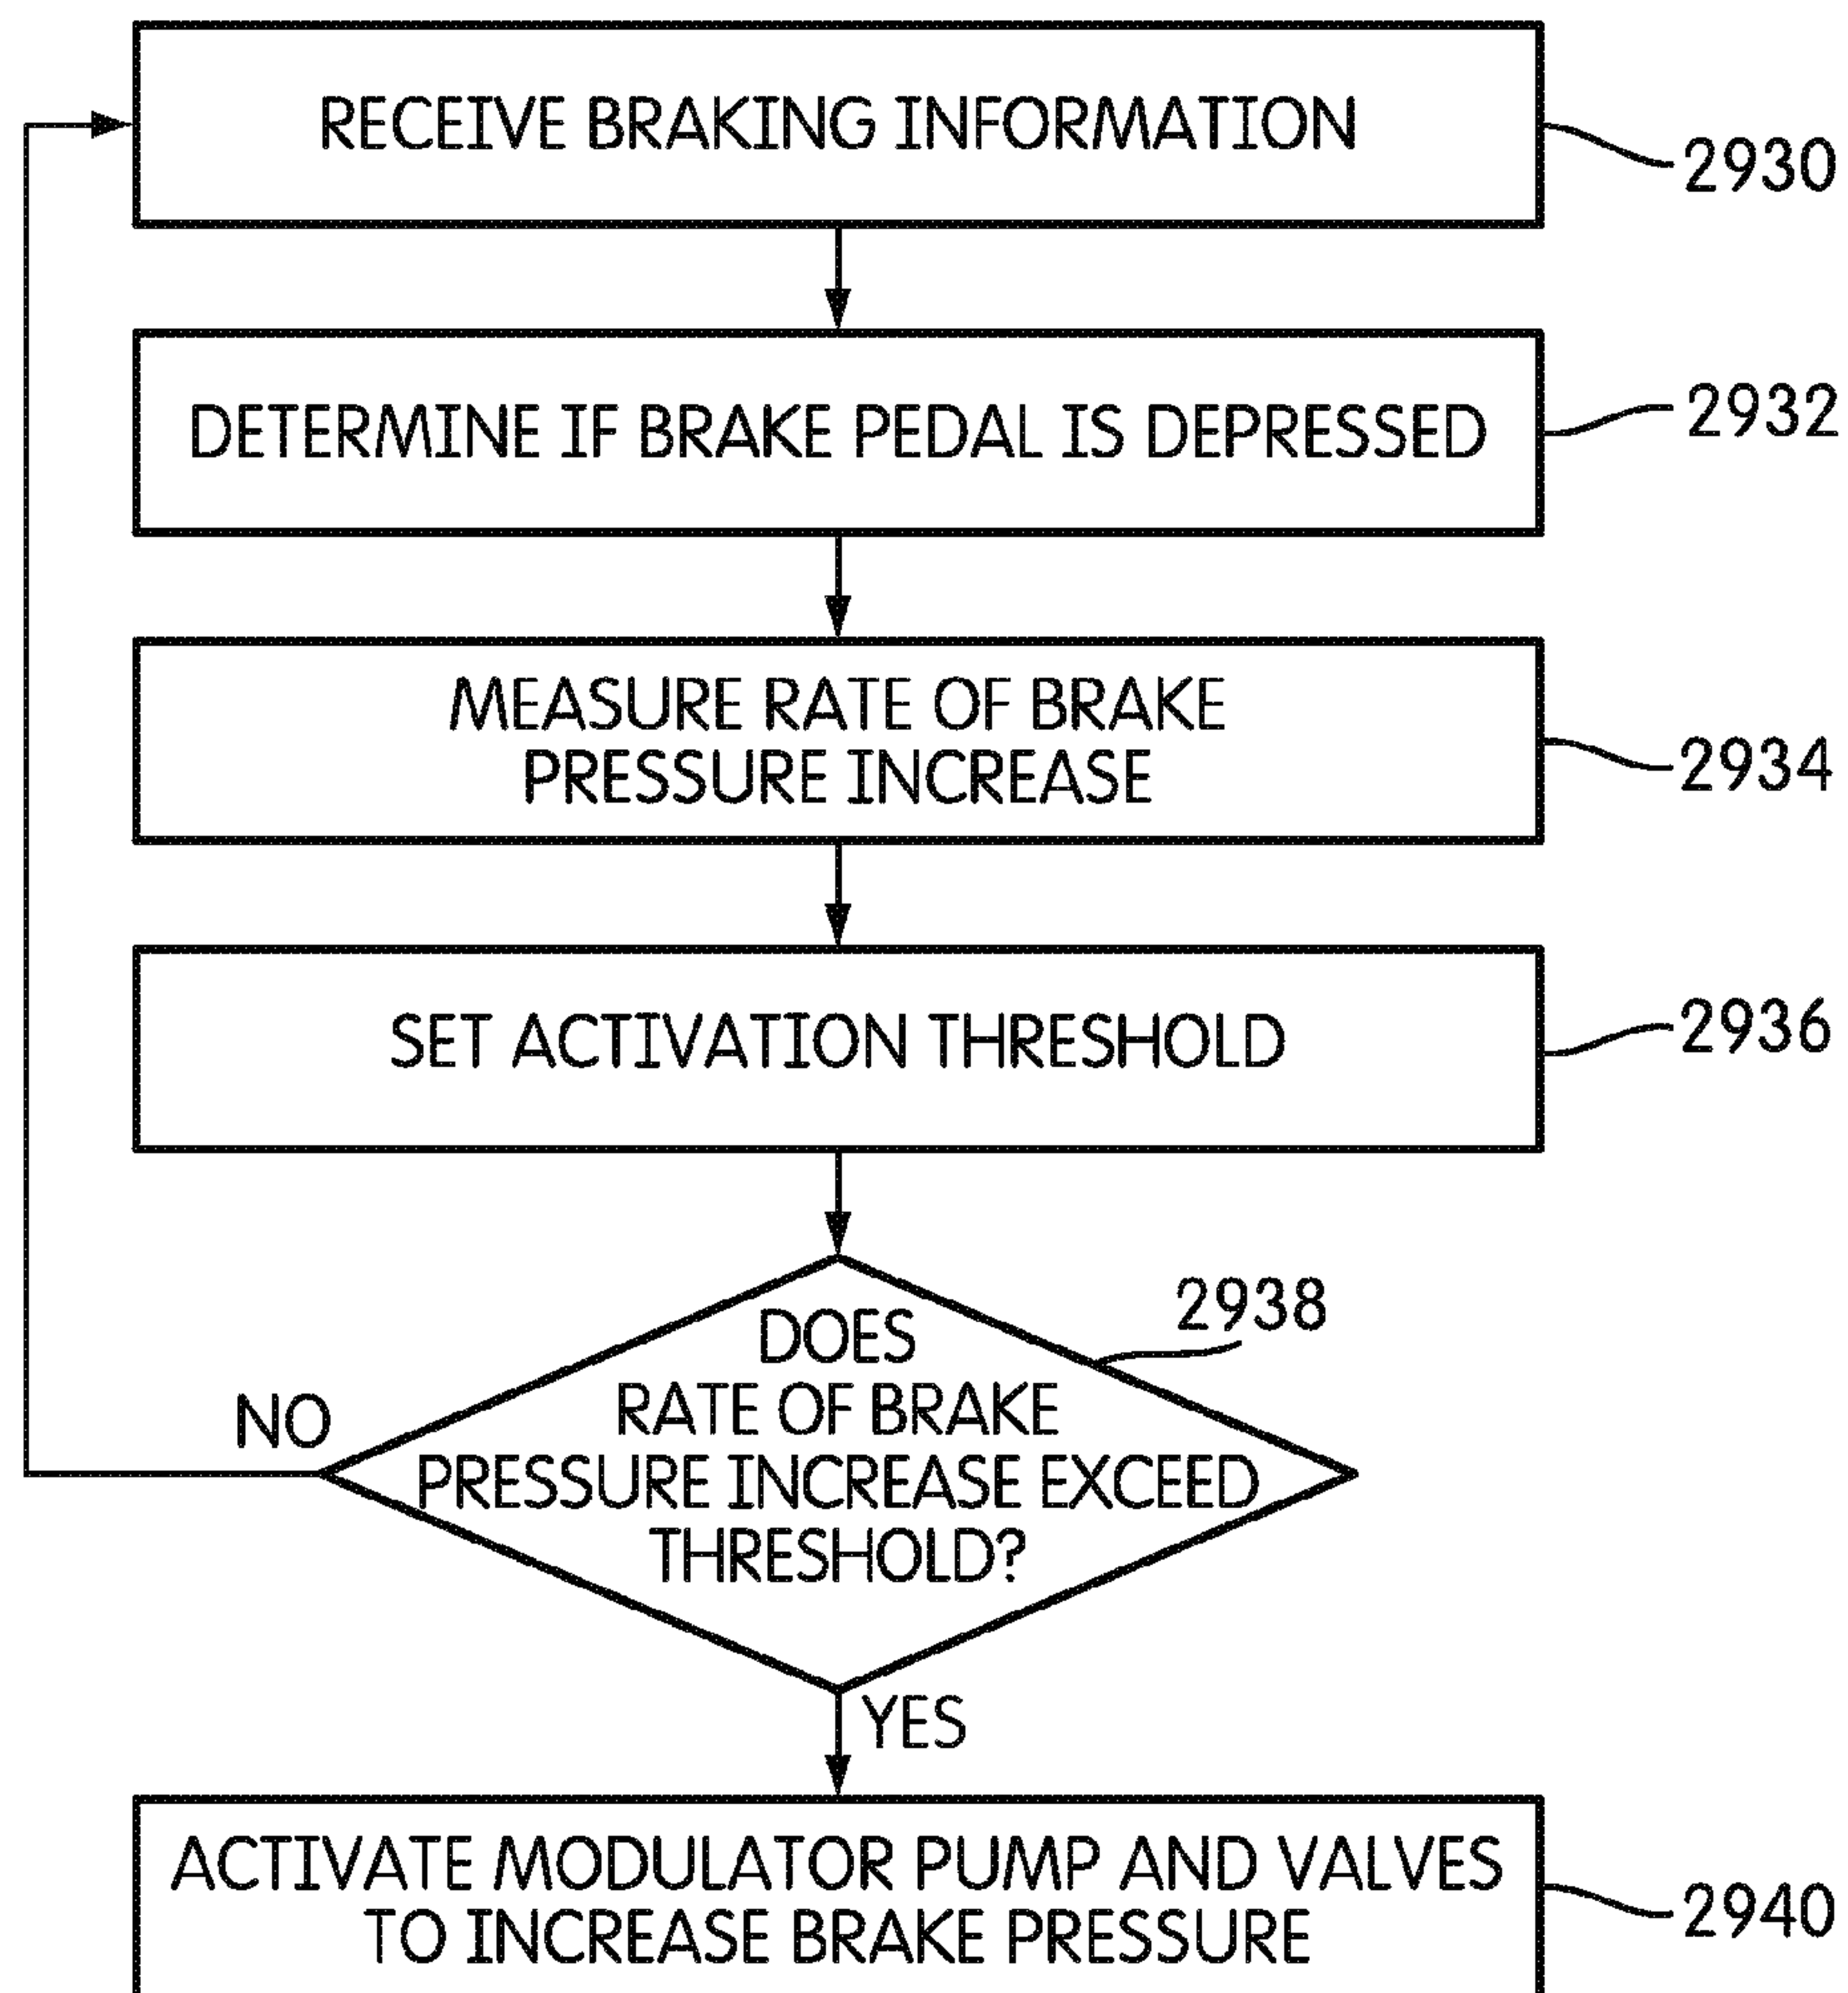 RECEIVE BRAKING INFORMATION
2930
DETERMINE IF BRAKE PEDAL IS DEPRESSED
2932
MEASURE RATE OF BRAKE
PRESSURE INCREASE
2934
SET ACTIVATION THRESHOLD
2936
2938
DOES
RATE OF BRAKE
PRESSURE INCREASE EXCEED
THRESHOLD?
NO
YES
ACTIVATE MODULATOR PUMP AND VALVES
TO INCREASE BRAKE PRESSURE
2940